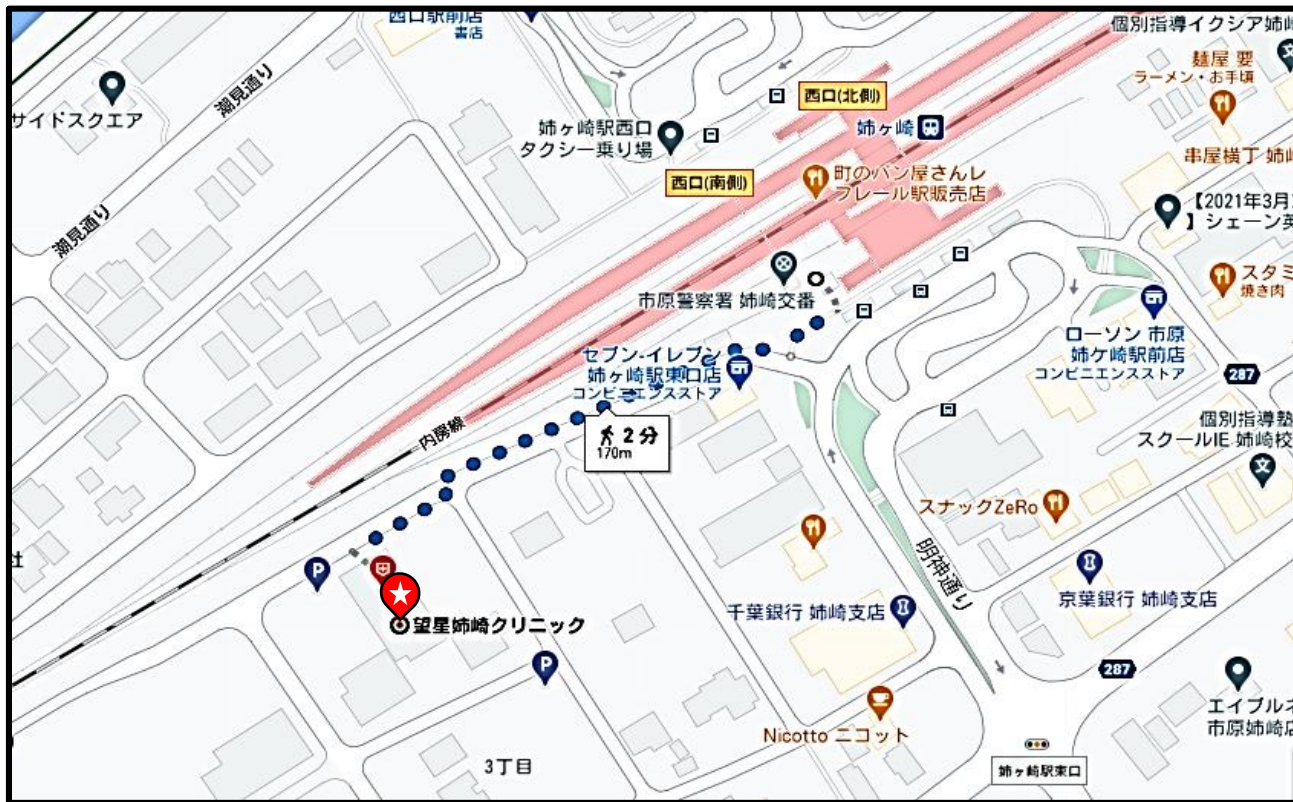 西口駅前店
書店
潮見通り
サイドスクエア
潮見通り
姉ヶ崎駅西口
タクシー乗り場
西口(北側)
西口(南側)
姉ヶ崎
町のパン屋さんレ
フレール駅販売店
個別指導イクシア姉崎
麺屋 要
ラーメン・お手頃
串屋横丁 姉崎
【2021年3月
】シェーン英
スタミ
焼き肉
市原警察署 姉崎交番
セブン-イレブン
姉ヶ崎駅東口店
コンビニエンスストア
ローソン 市原
姉ケ崎駅前店
コンビニエンスストア
287
内房線
2 分
170m
個別指導塾
スクールIE 姉崎校
スナックZeRo
明神通り
社
P
望星姉崎クリニック
千葉銀行 姉崎支店
京葉銀行 姉崎支店
P
287
エイブルネ
市原姉崎店
Nicotto ニコット
3丁目
姉ヶ崎駅東口